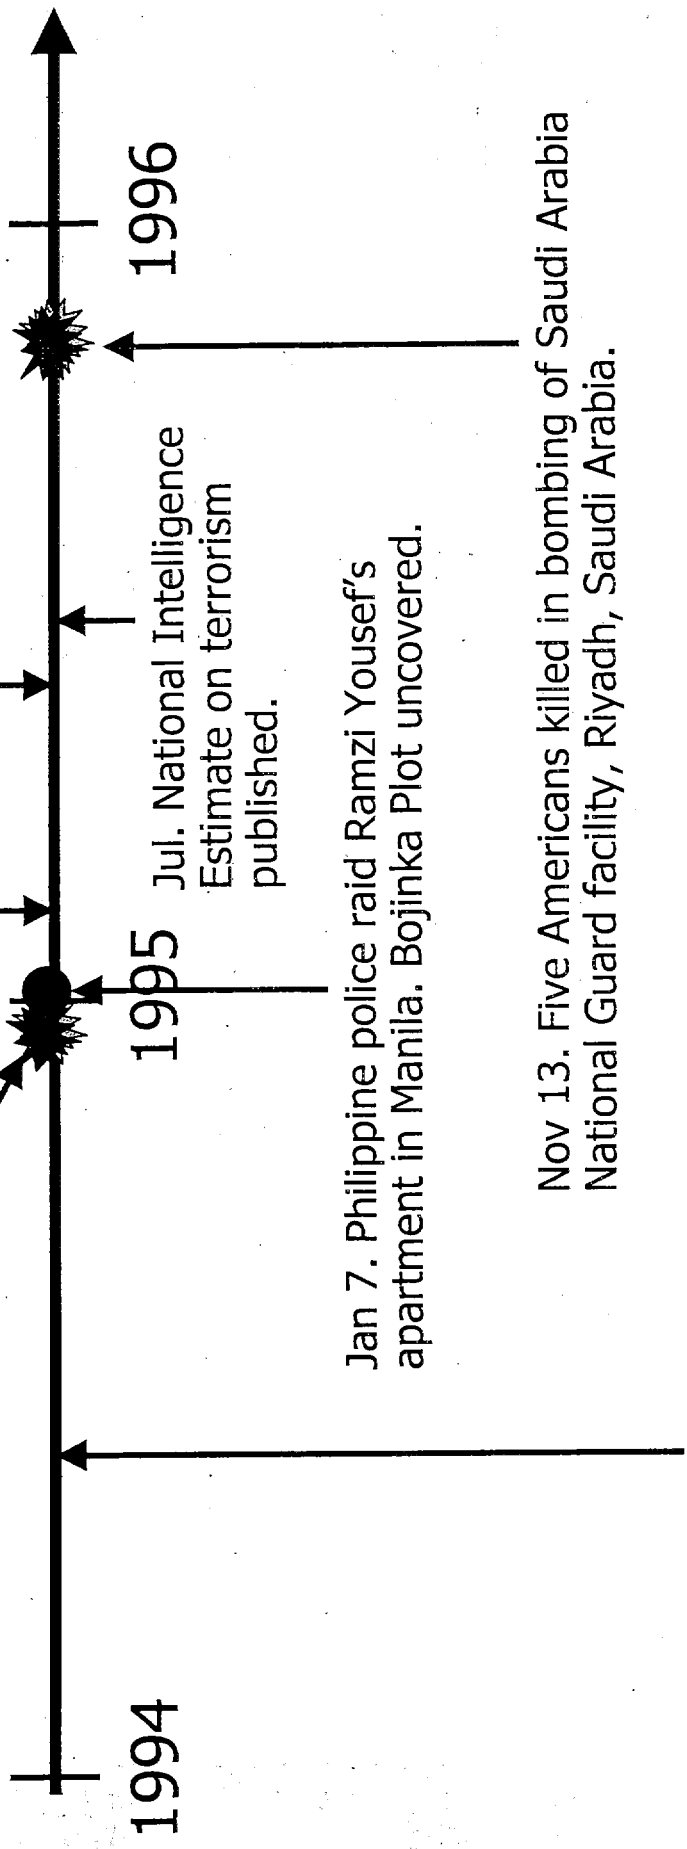 1994
1995
1996
Jul. National Intelligence
Estimate on terrorism
published.
Jan 7. Philippine police raid Ramzi Yousef's
apartment in Manila. Bojinka Plot uncovered.
Nov 13. Five Americans killed in bombing of Saudi Arabia
National Guard facility, Riyadh, Saudi Arabia.